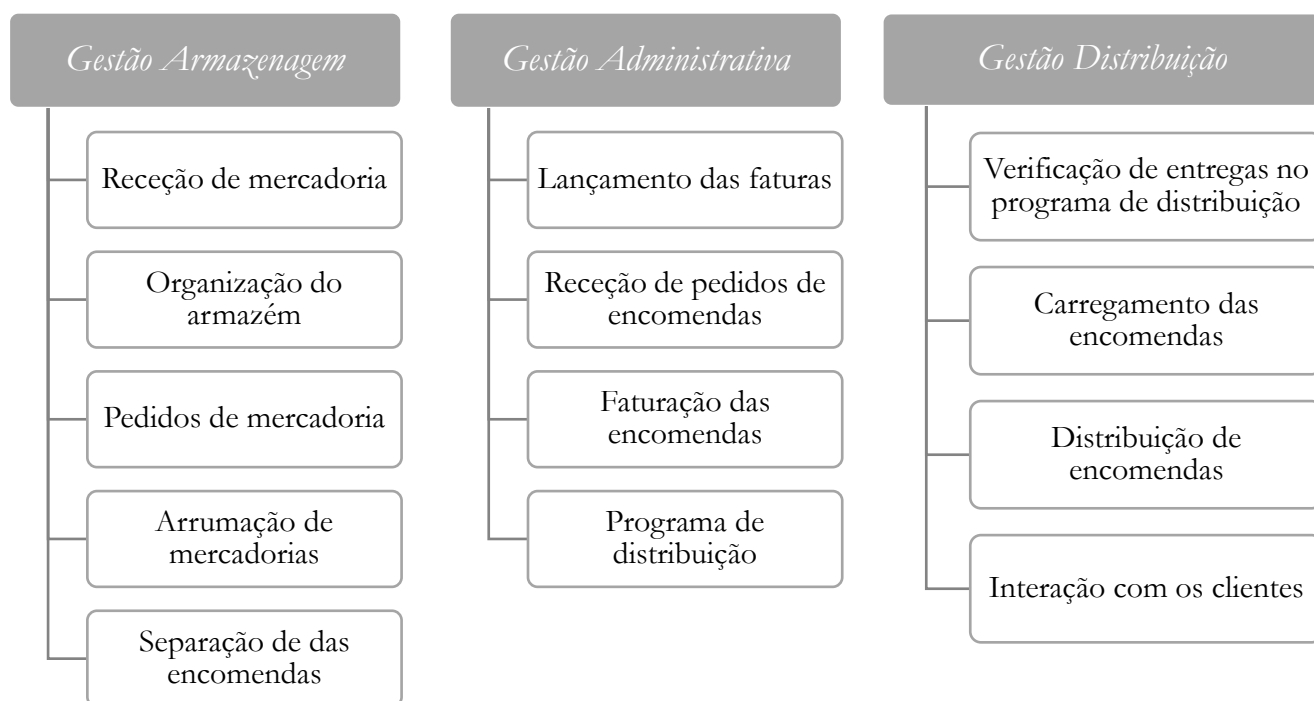 Gestão Armazenagem
Receção de mercadoria
Organização do
armazém
Pedidos de mercadoria
Arrumação de
mercadorias
Separação de das
encomendas
Gestão Administrativa
Lançamento das faturas
Receção de pedidos de
encomendas
Faturação das
encomendas
Programa de
distribuição
Gestão Distribuição
Verificação de entregas no
programa de distribuição
Carregamento das
encomendas
Distribuição de
encomendas
Interação com os clientes